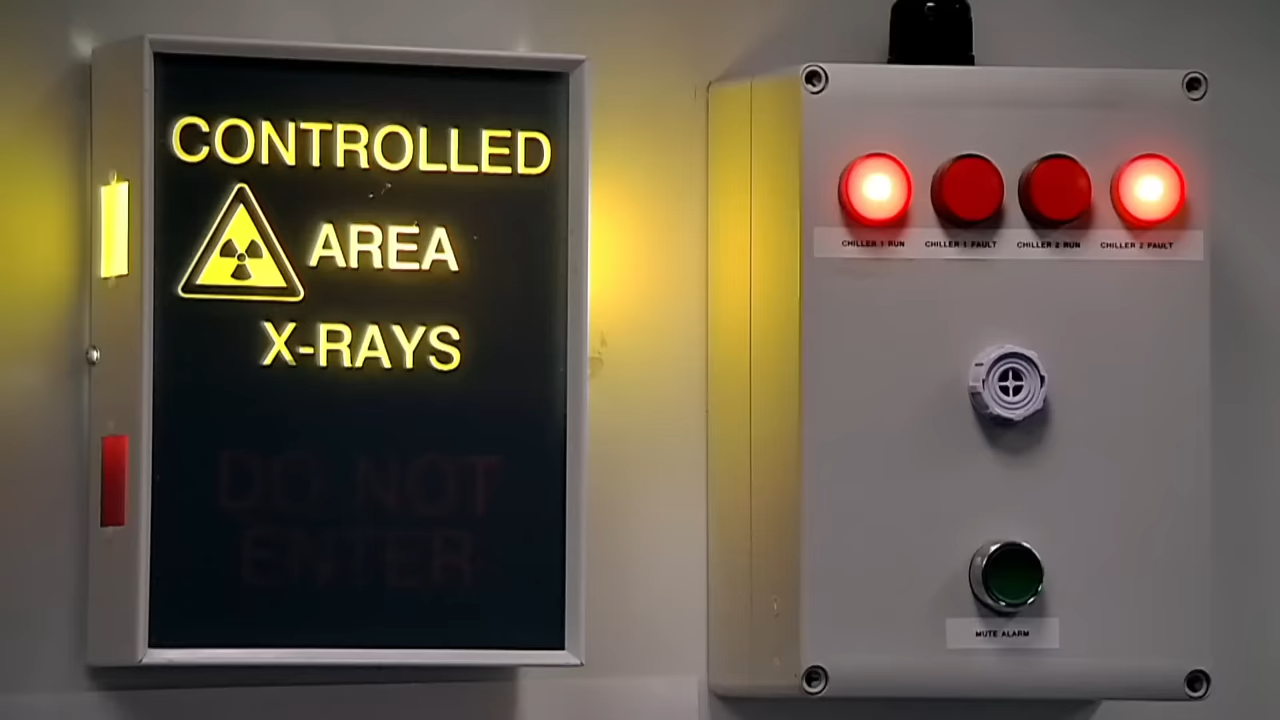 CONTROLLED
AREA
X-RAYS
DO NOT
ENTER
CHILLER 1 RUN
CHILLER 1 FAULT
CHILLER 2 RUN
CHILLER 2 FAULT
MUTE ALARM